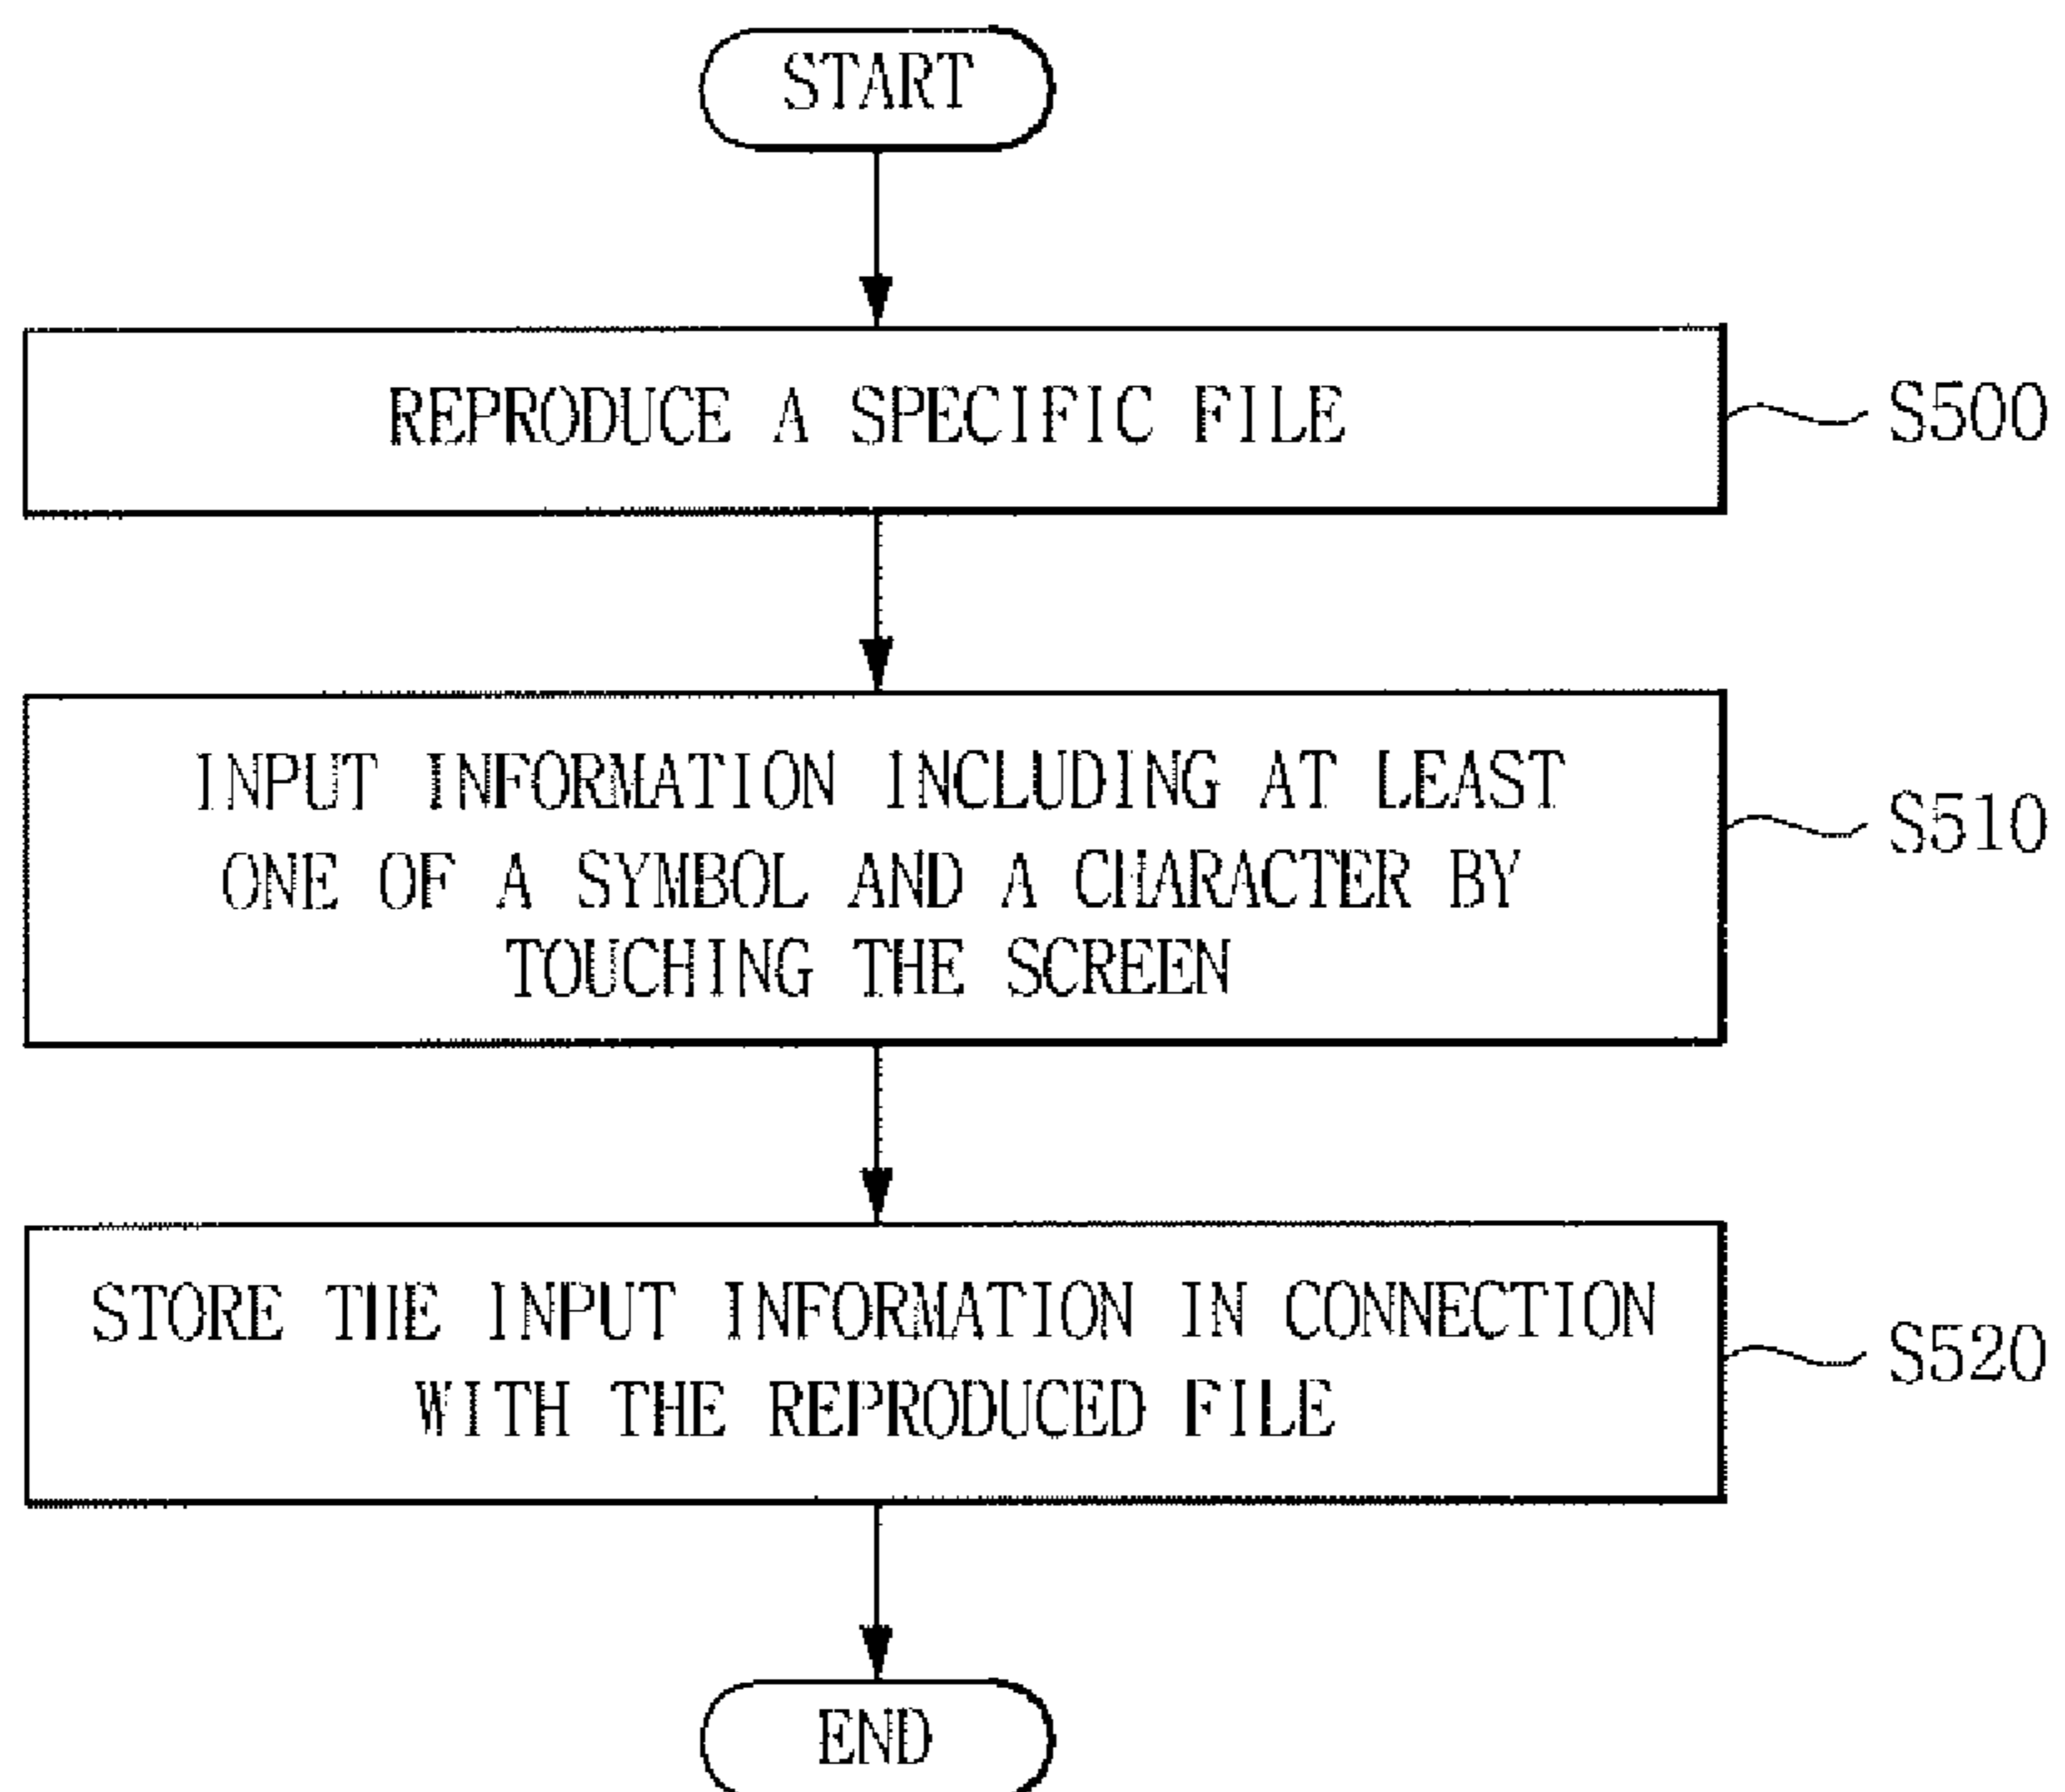 START
REPRODUCE A SPECIFIC FILE
S500
INPUT INFORMATION INCLUDING AT LEAST
ONE OF A SYMBOL AND A CHARACTER BY
TOUCHING THE SCREEN
S510
STORE THE INPUT INFORMATION IN CONNECTION
WITH THE REPRODUCED FILE
S520
END